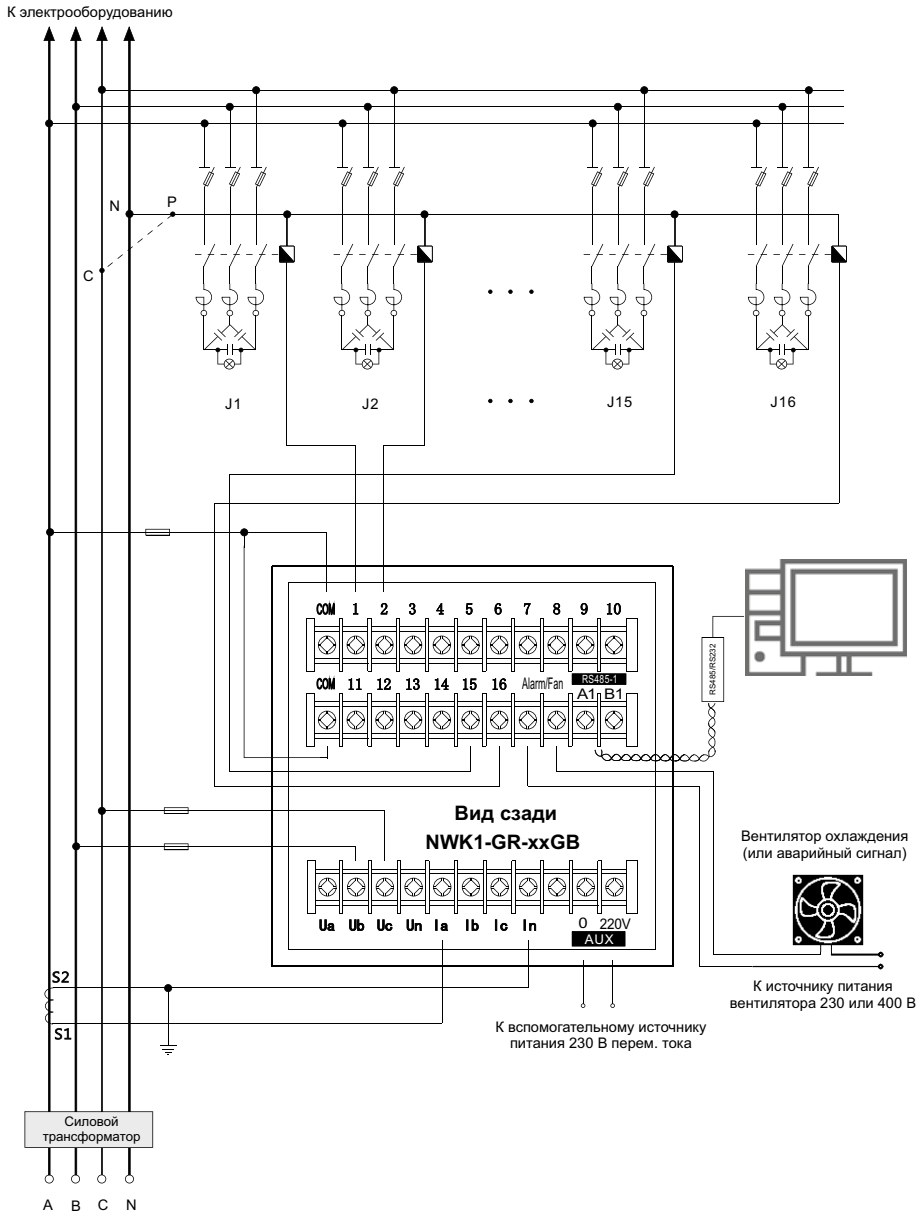 К электрооборудованию
N
P
C
J1
J2
J15
J16
COM 1 2 3 4 5 6 7 8 9 10
COM 11 12 13 14 15 16 Alarm/Fan RS485-1
A1 B1
RS485/RS232
Вид сзади
NWK1-GR-xxGB
Ua Ub Uc Un Ia Ib Ic In 0 220V
AUX
Вентилятор охлаждения
(или аварийный сигнал)
К источнику питания
вентилятора 230 или 400 В
S2
S1
К вспомогательному источнику
питания 230 В перем. тока
Силовой
трансформатор
A B C N